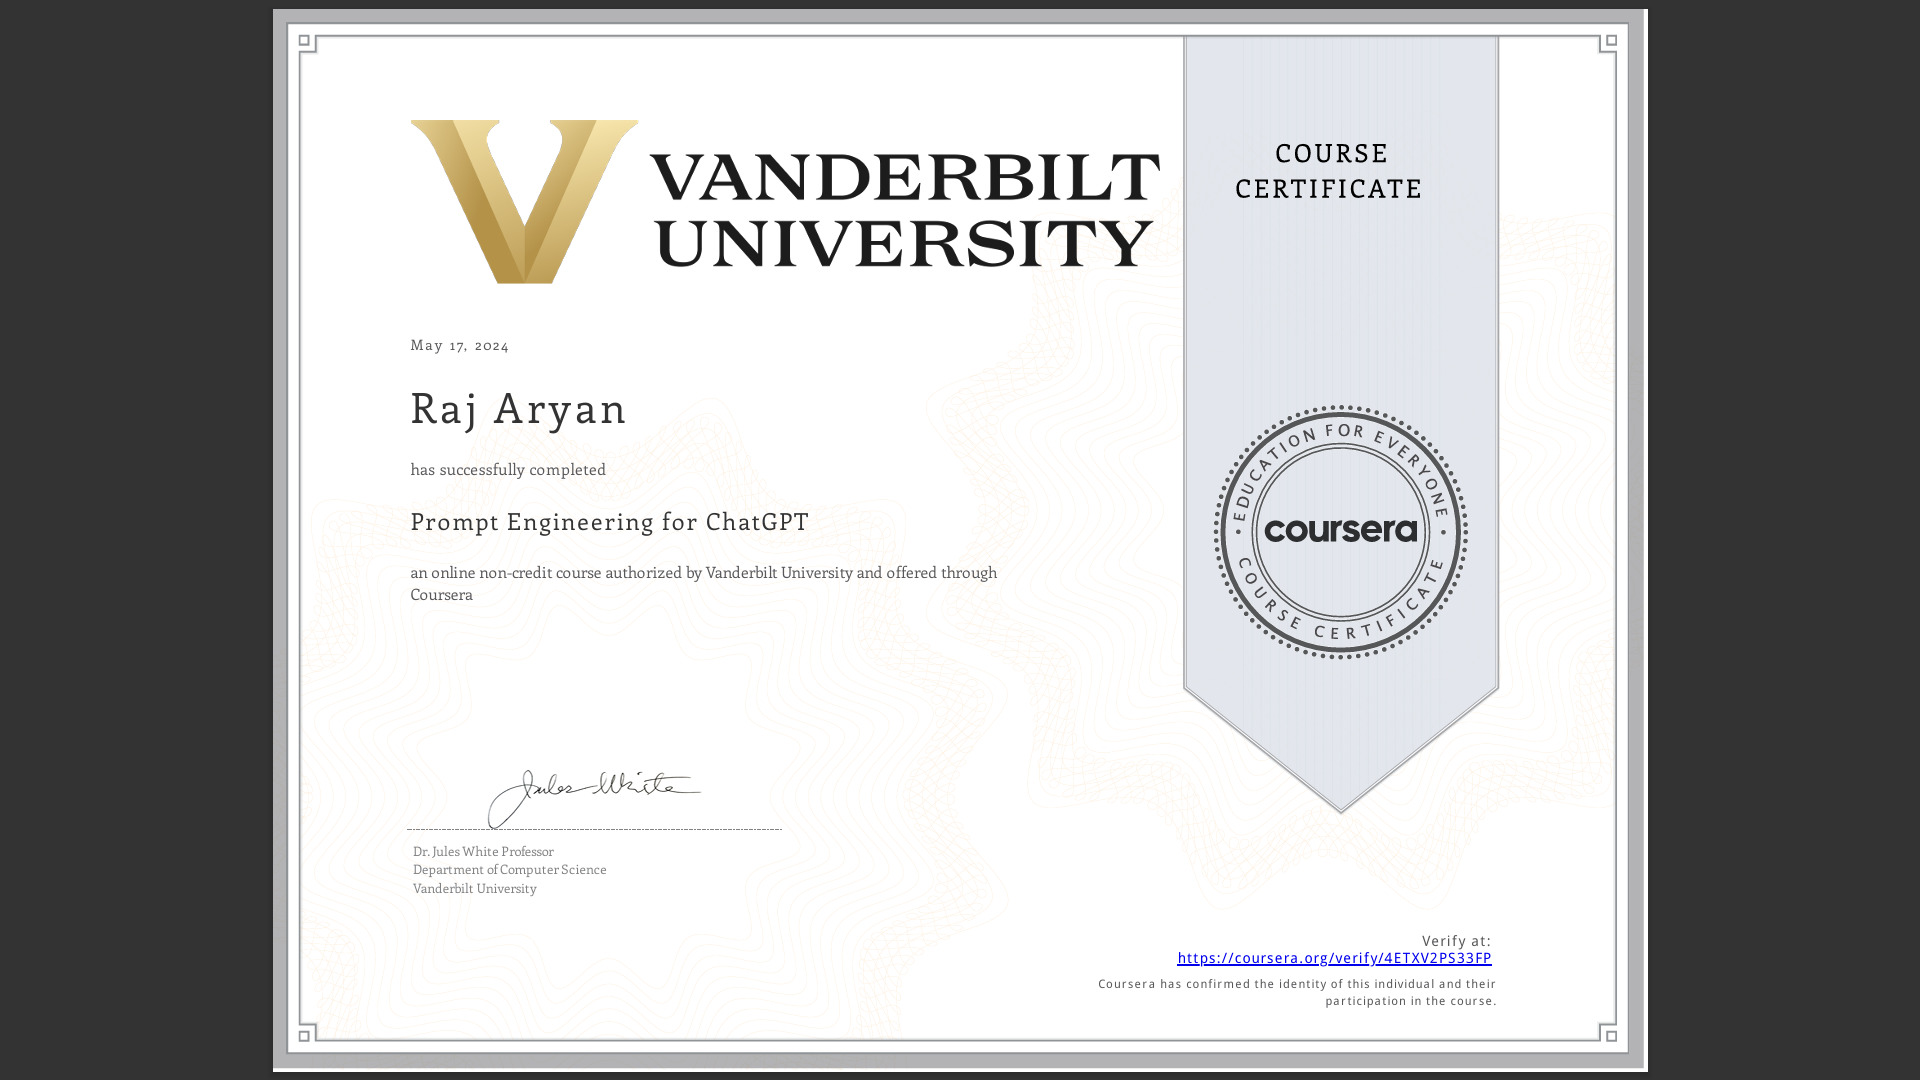 VANDERBILT
UNIVERSITY
COURSE
CERTIFICATE
May 17, 2024
Raj Aryan
has successfully completed
Prompt Engineering for ChatGPT
an online non-credit course authorized by Vanderbilt University and offered through
Coursera
EDUCATION FOR EVERYONE
coursera
COURSE CERTIFICATE
Jules White
Dr. Jules White Professor
Department of Computer Science
Vanderbilt University
Verify at:
https://coursera.org/verify/4ETXV2PS33FP
Coursera has confirmed the identity of this individual and their
participation in the course.